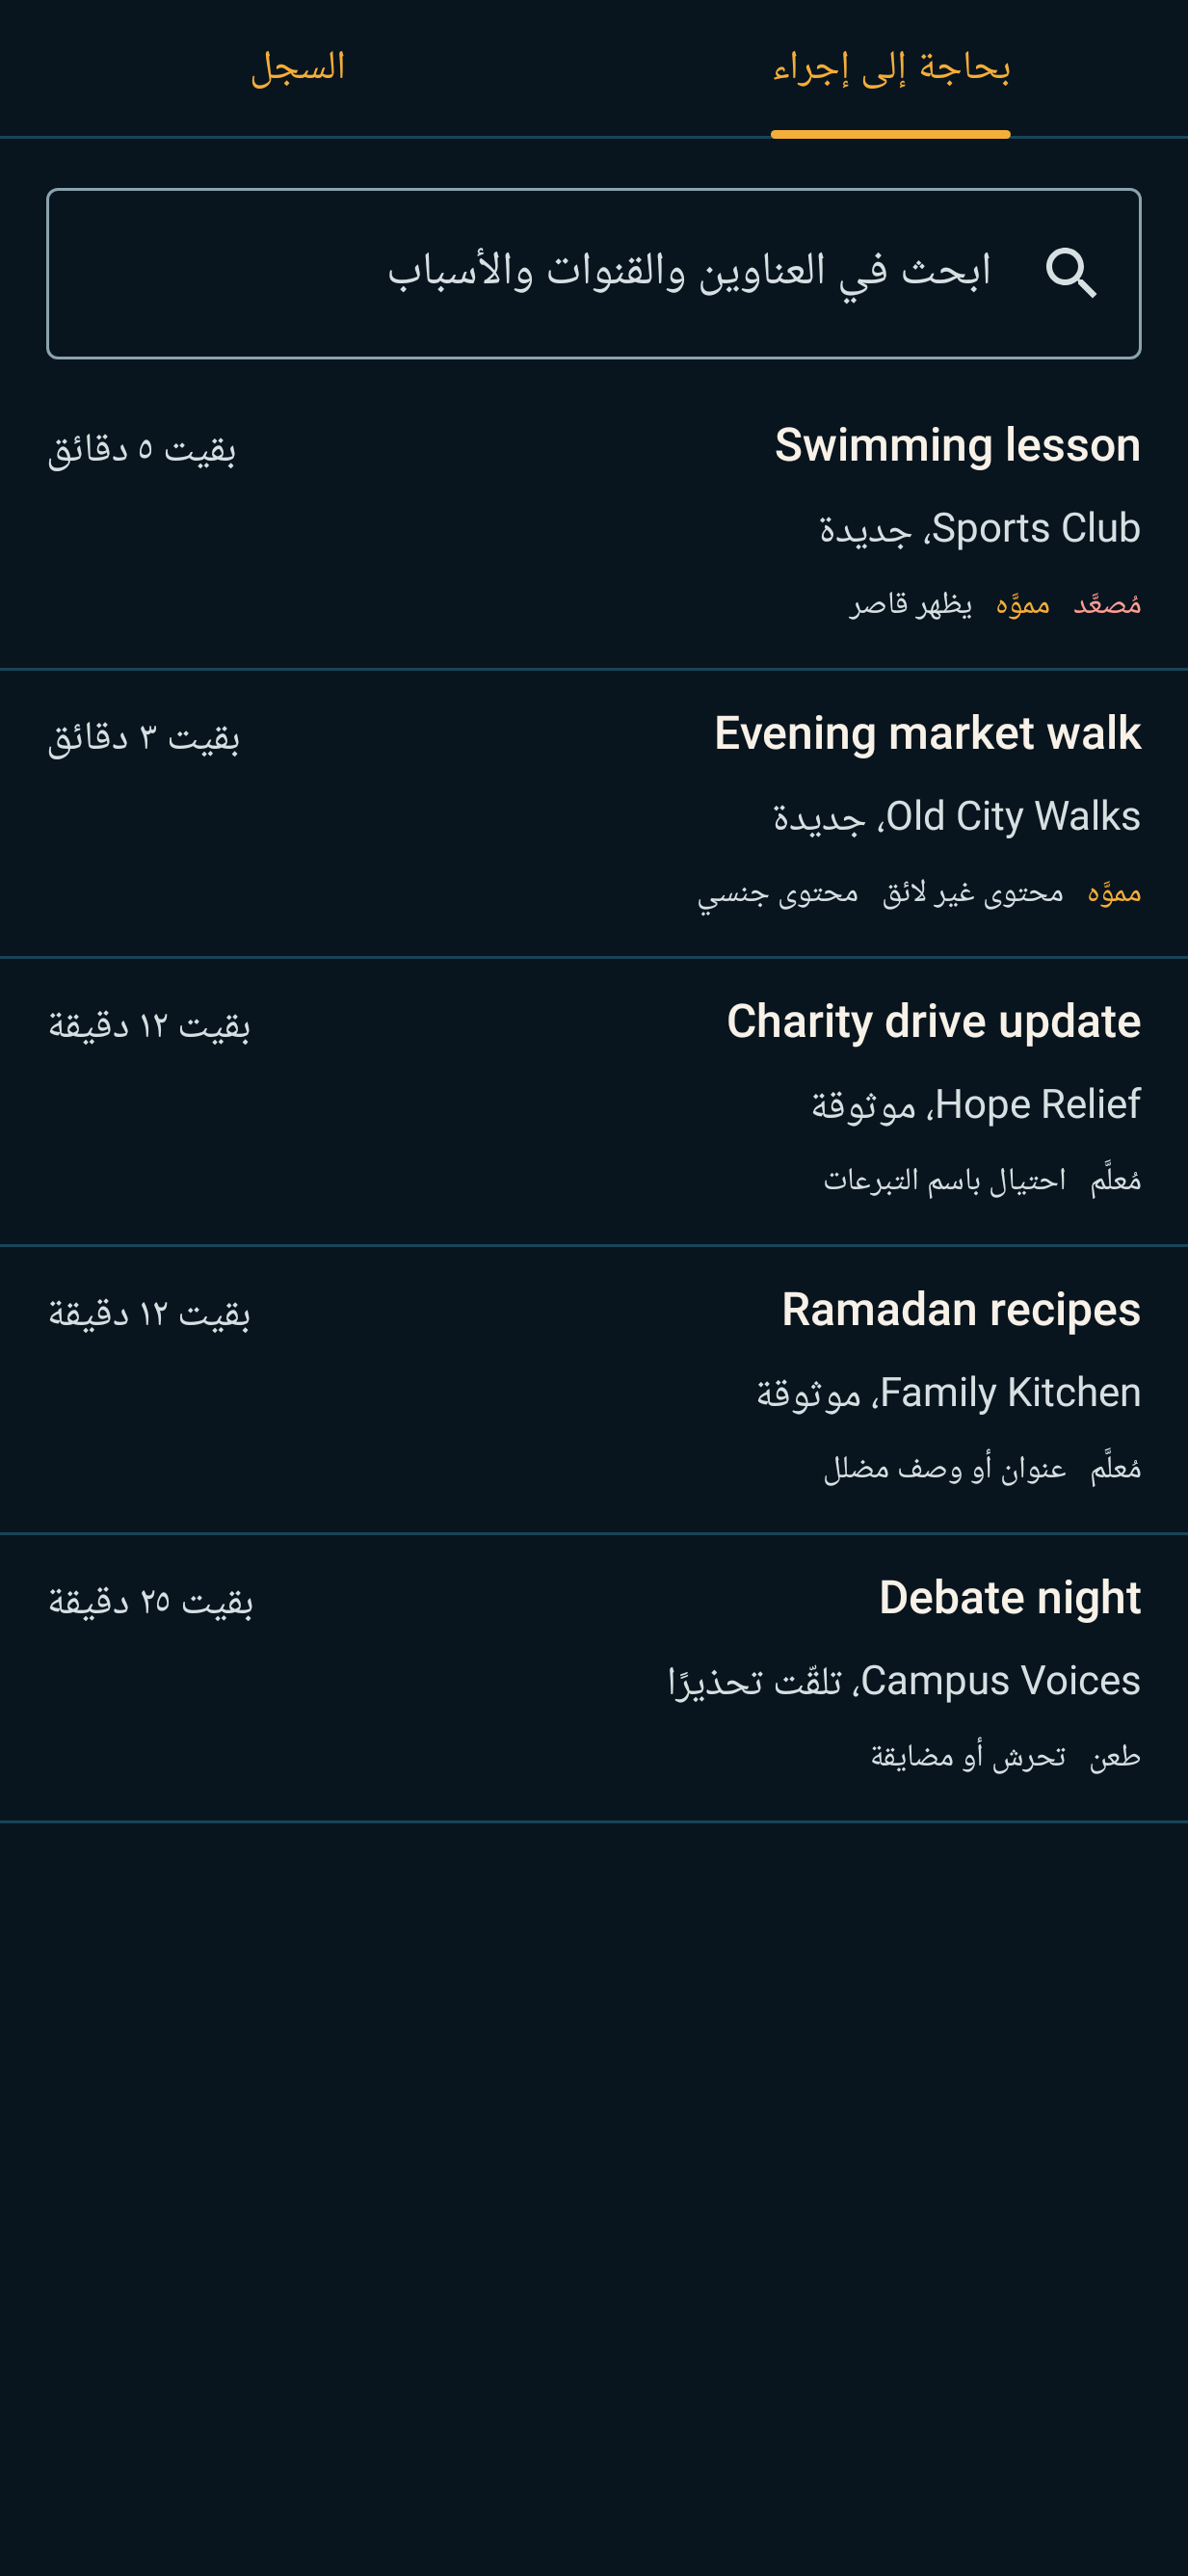 بحاجة إلى إجراء
السجل
ابحث في العناوين والقنوات والأسباب
Swimming lesson
بقيت ٥ دقائق
Sports Club، جديدة
مُصعَّد مموَّه يظهر قاصر
Evening market walk
بقيت ٣ دقائق
Old City Walks، جديدة
مموَّه محتوى غير لائق محتوى جنسي
Charity drive update
بقيت ١٢ دقيقة
Hope Relief، موثوقة
مُعلَّم احتيال باسم التبرعات
Ramadan recipes
بقيت ١٢ دقيقة
Family Kitchen، موثوقة
مُعلَّم عنوان أو وصف مضلل
Debate night
بقيت ٢٥ دقيقة
Campus Voices، تلقّت تحذيرًا
طعن تحرش أو مضايقة